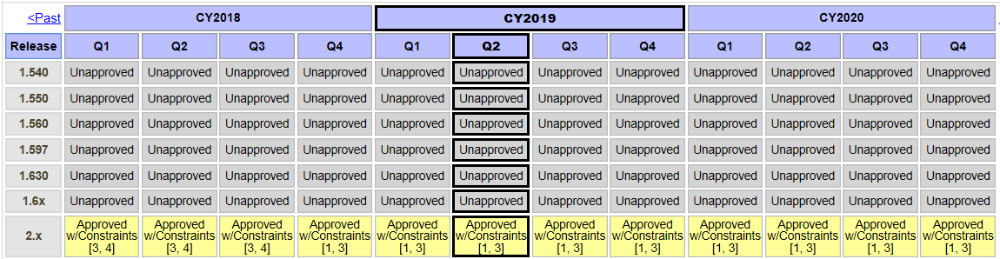 <Past CY2018 CY2019 CY2020
Release Q1 Q2 Q3 Q4 Q1 Q2 Q3 Q4 Q1 Q2 Q3 Q4
1.540 Unapproved Unapproved Unapproved Unapproved Unapproved Unapproved Unapproved Unapproved Unapproved Unapproved Unapproved Unapproved
1.550 Unapproved Unapproved Unapproved Unapproved Unapproved Unapproved Unapproved Unapproved Unapproved Unapproved Unapproved Unapproved
1.560 Unapproved Unapproved Unapproved Unapproved Unapproved Unapproved Unapproved Unapproved Unapproved Unapproved Unapproved Unapproved
1.597 Unapproved Unapproved Unapproved Unapproved Unapproved Unapproved Unapproved Unapproved Unapproved Unapproved Unapproved Unapproved
1.630 Unapproved Unapproved Unapproved Unapproved Unapproved Unapproved Unapproved Unapproved Unapproved Unapproved Unapproved Unapproved
1.6x Unapproved Unapproved Unapproved Unapproved Unapproved Unapproved Unapproved Unapproved Unapproved Unapproved Unapproved Unapproved
Approved Approved Approved Approved Approved Approved Approved Approved Approved Approved Approved Approved
2.x w/Constraints w/Constraints w/Constraints w/Constraints w/Constraints w/Constraints w/Constraints w/Constraints w/Constraints w/Constraints w/Constraints w/Constraints
[3, 4] [3, 4] [3, 4] [1, 3] [1, 3] [1, 3] [1, 3] [1, 3] [1, 3] [1, 3] [1, 3] [1, 3]